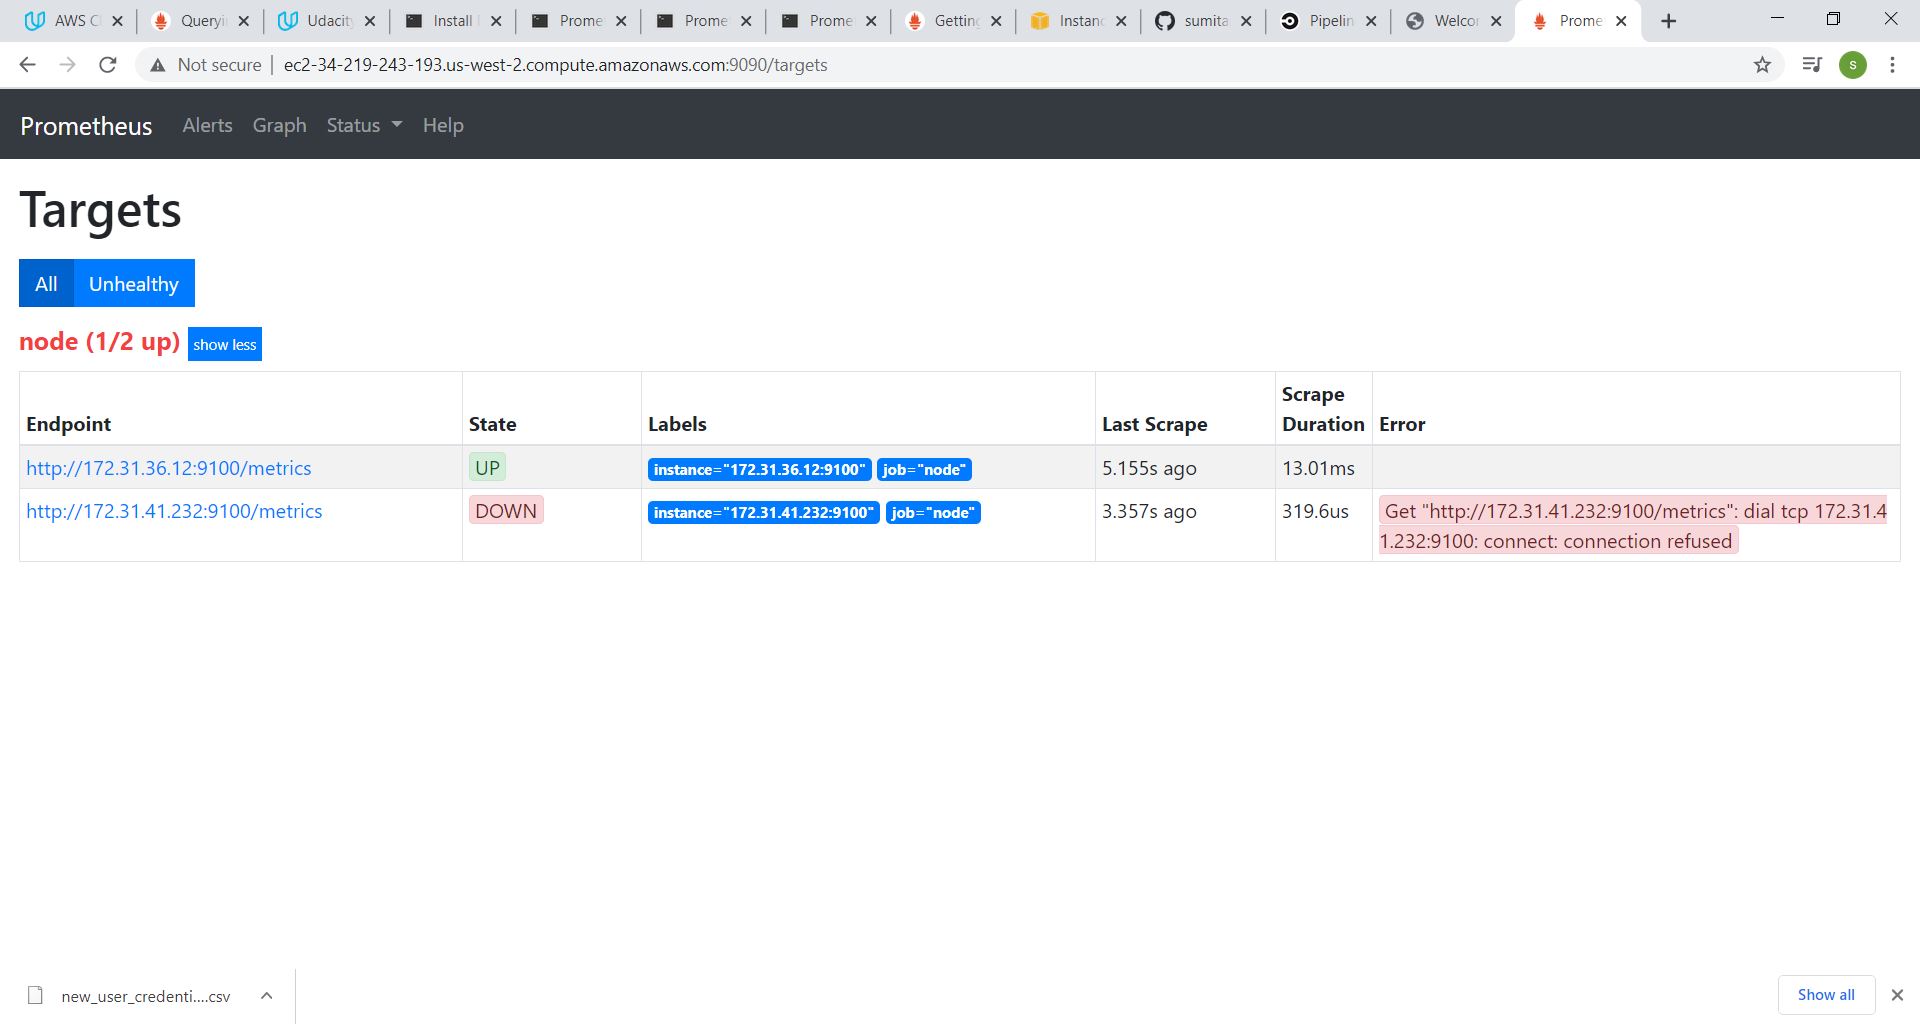 AWS C
Queryi
Udacity
Install
Prome
Prome
Prome
Getting
Instanc
sumita
Pipelin
Welco
Prome
Not secure
ec2-34-219-243-193.us-west-2.compute.amazonaws.com:9090/targets
s
Prometheus Alerts Graph Status Help
Targets
All Unhealthy
node (1/2 up) show less
Endpoint State Labels Last Scrape Scrape Duration Error
http://172.31.36.12:9100/metrics UP instance="172.31.36.12:9100" job="node" 5.155s ago 13.01ms
http://172.31.41.232:9100/metrics DOWN instance="172.31.41.232:9100" job="node" 3.357s ago 319.6us Get "http://172.31.41.232:9100/metrics": dial tcp 172.31.4
1.232:9100: connect: connection refused
new_user_credenti....csv
Show all